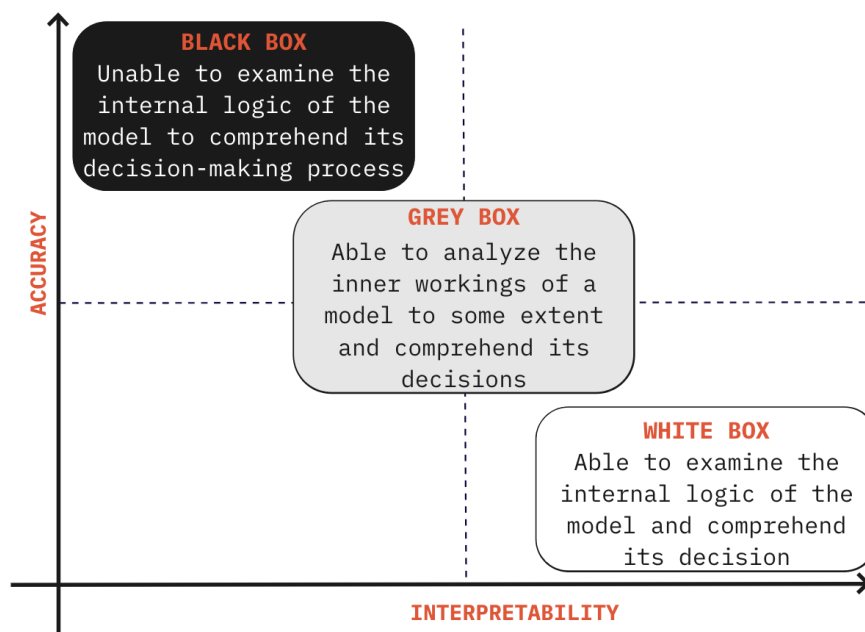 BLACK BOX
Unable to examine the
internal logic of the
model to comprehend its
decision-making process
GREY BOX
Able to analyze the
inner workings of a
model to some extent
and comprehend its
decisions
WHITE BOX
Able to examine the
internal logic of the
model and comprehend
its decision
ACCURACY
INTERPRETABILITY